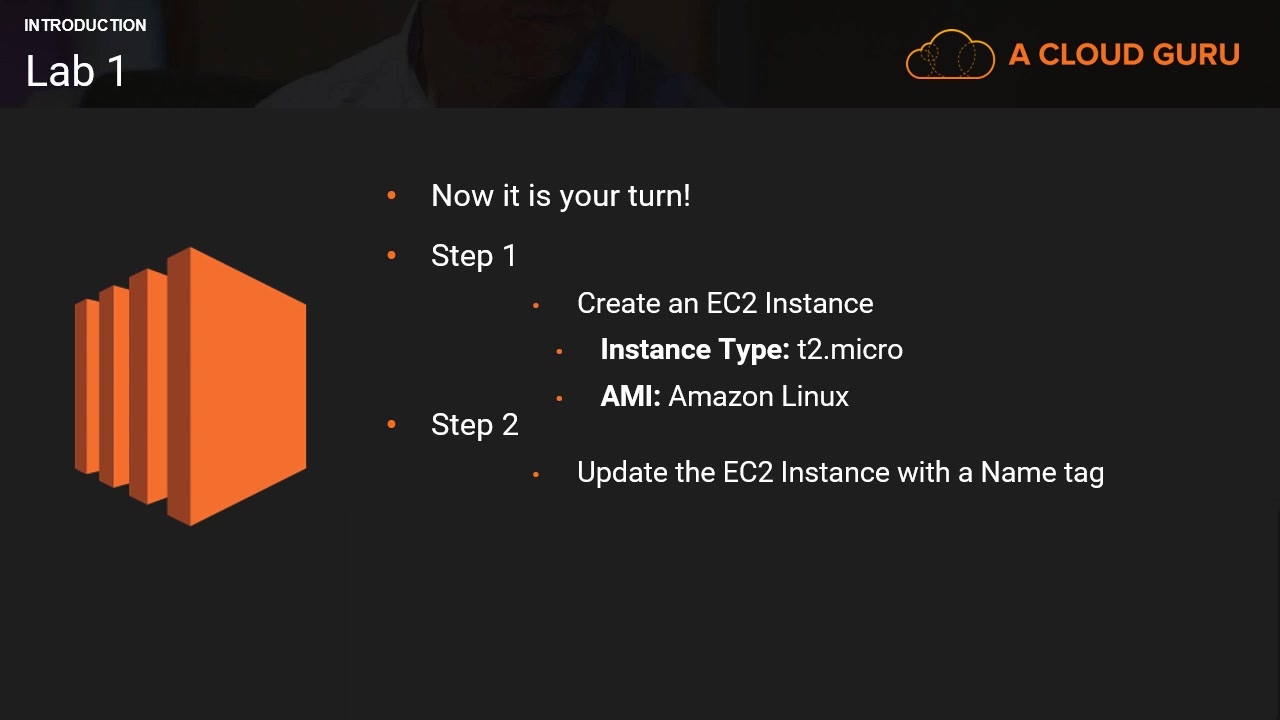 INTRODUCTION
Lab 1
A CLOUD GURU
Now it is your turn!
Step 1
Create an EC2 Instance
Instance Type: t2.micro
AMI: Amazon Linux
Step 2
Update the EC2 Instance with a Name tag